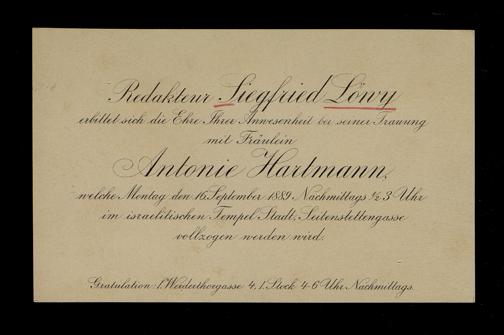 Redakteur Siegfried Löwy
erbittet sich die Ehre Ihrer Anwesenheit bei seiner Trauung
mit Fräulein
Antonie Hartmann,
welche Montag den 16 September 1889 Nachmittags ½ 3 Uhr
im israelitischen Tempel Stadt, Seitenstettengasse
vollzogen werden wird.
Gratulation: I. Werderthorgasse 4, 1. Stock 4-6 Uhr Nachmittags.